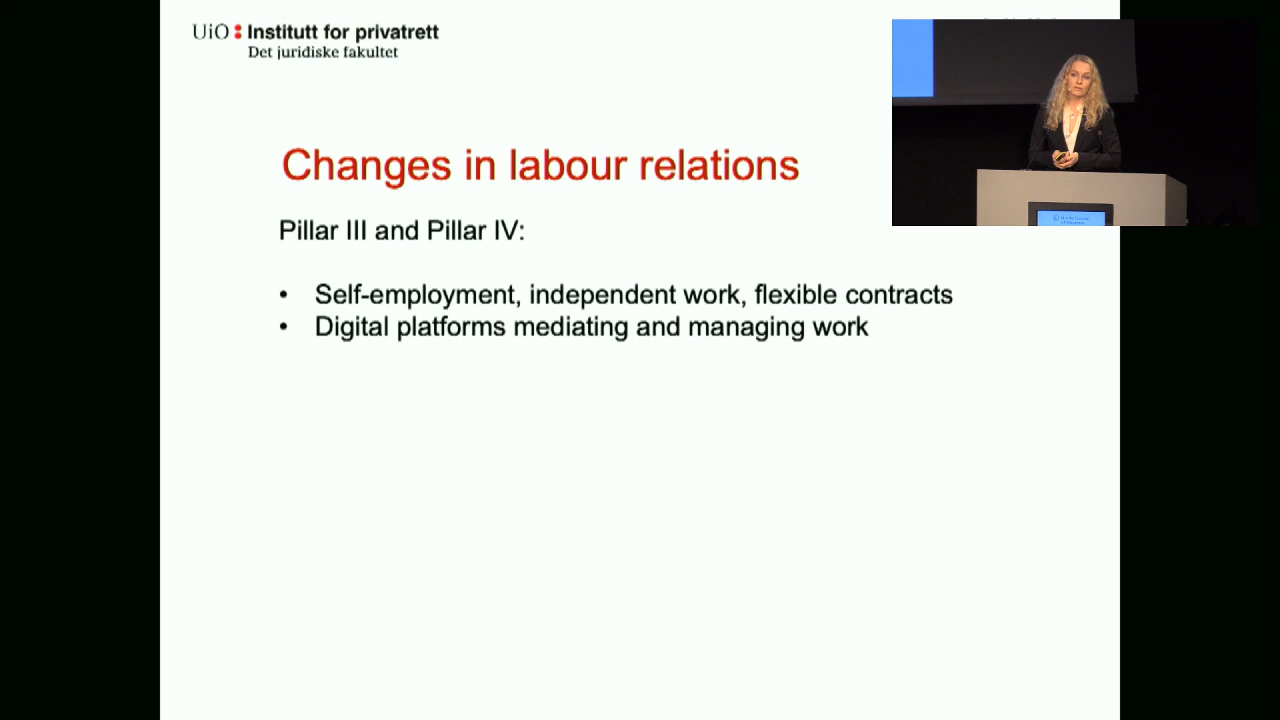 UiO: Institutt for privatrett
Det juridiske fakultet
Changes in labour relations
Pillar III and Pillar IV:
• Self-employment, independent work, flexible contracts
• Digital platforms mediating and managing work